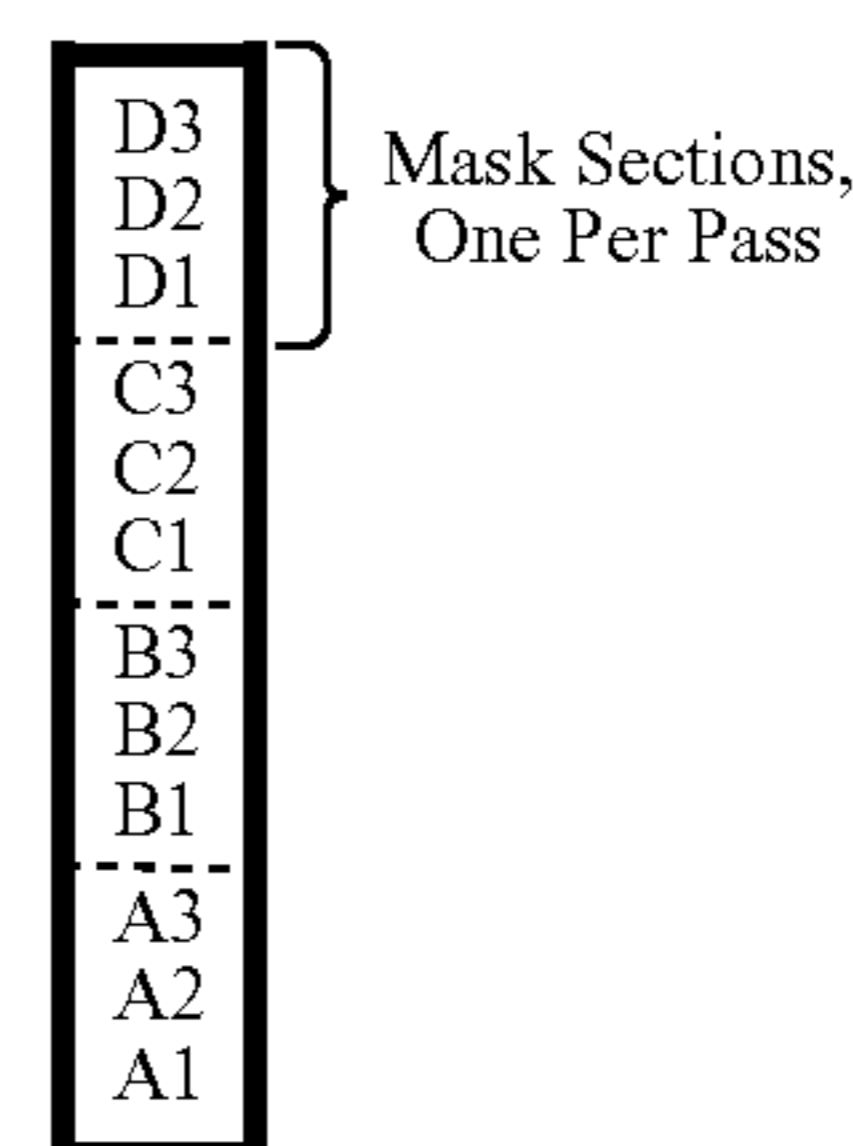 D3
D2
D1
Mask Sections,
One Per Pass
C3
C2
C1
B3
B2
B1
A3
A2
A1